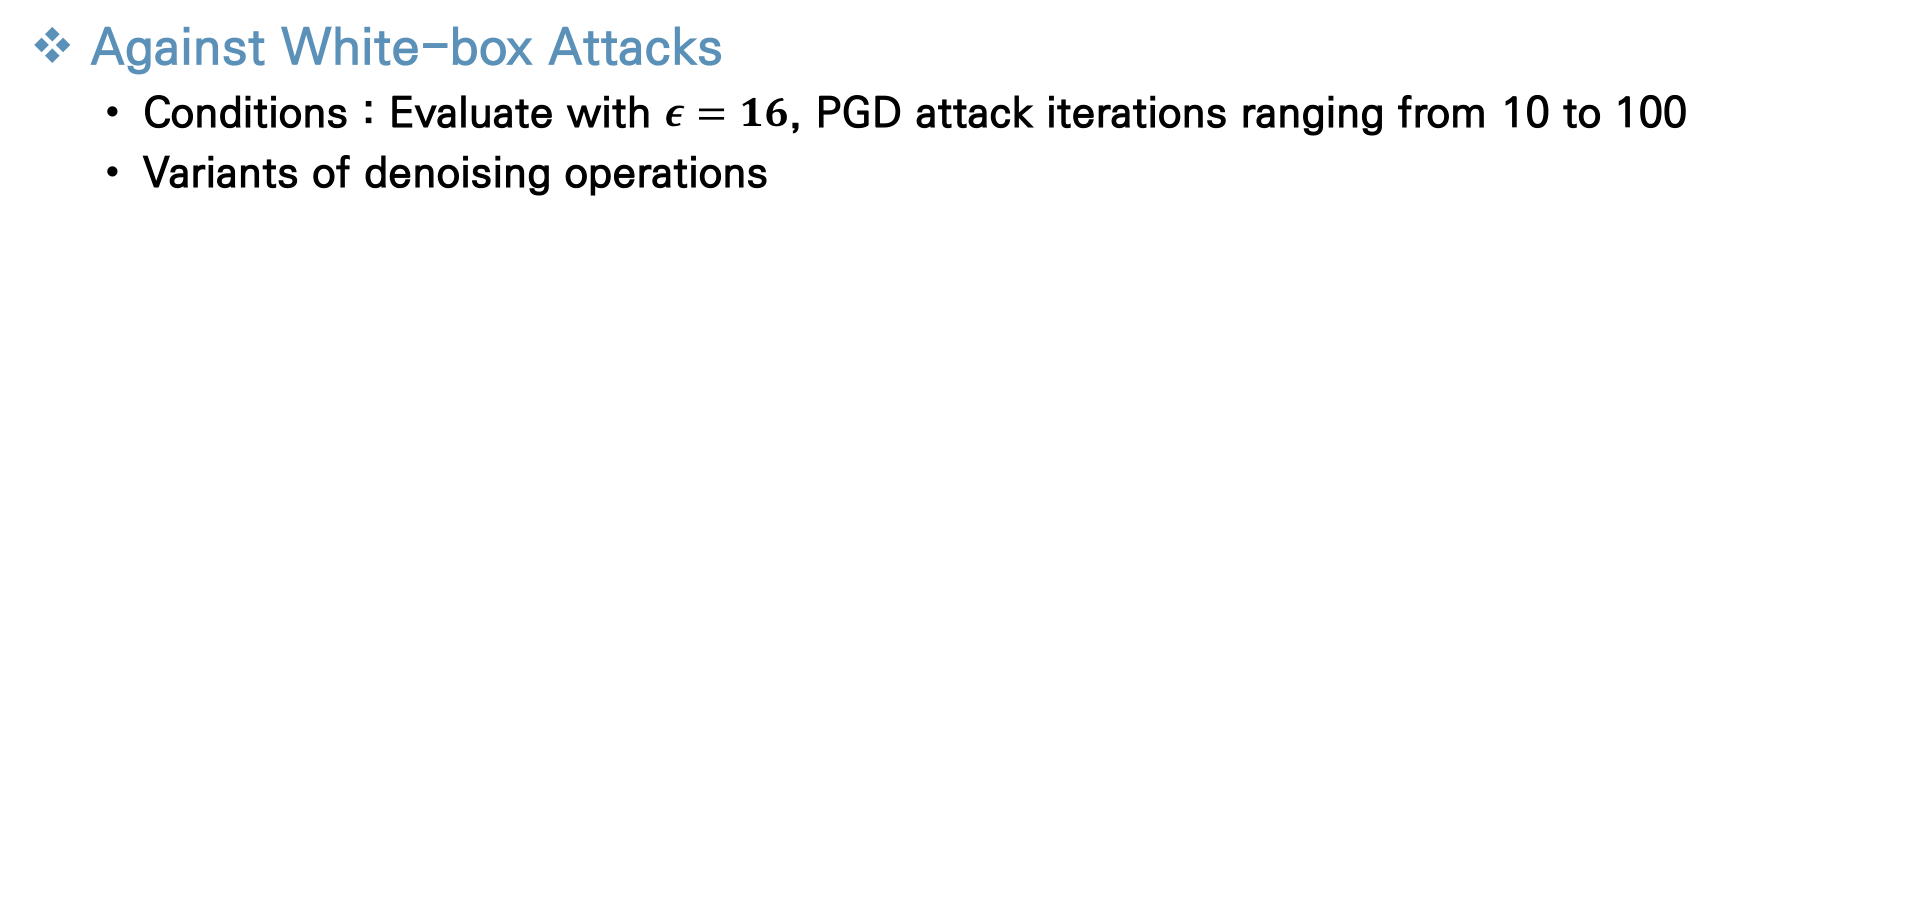 ❖ Against White-box Attacks
• Conditions : Evaluate with ϵ = 16, PGD attack iterations ranging from 10 to 100
• Variants of denoising operations